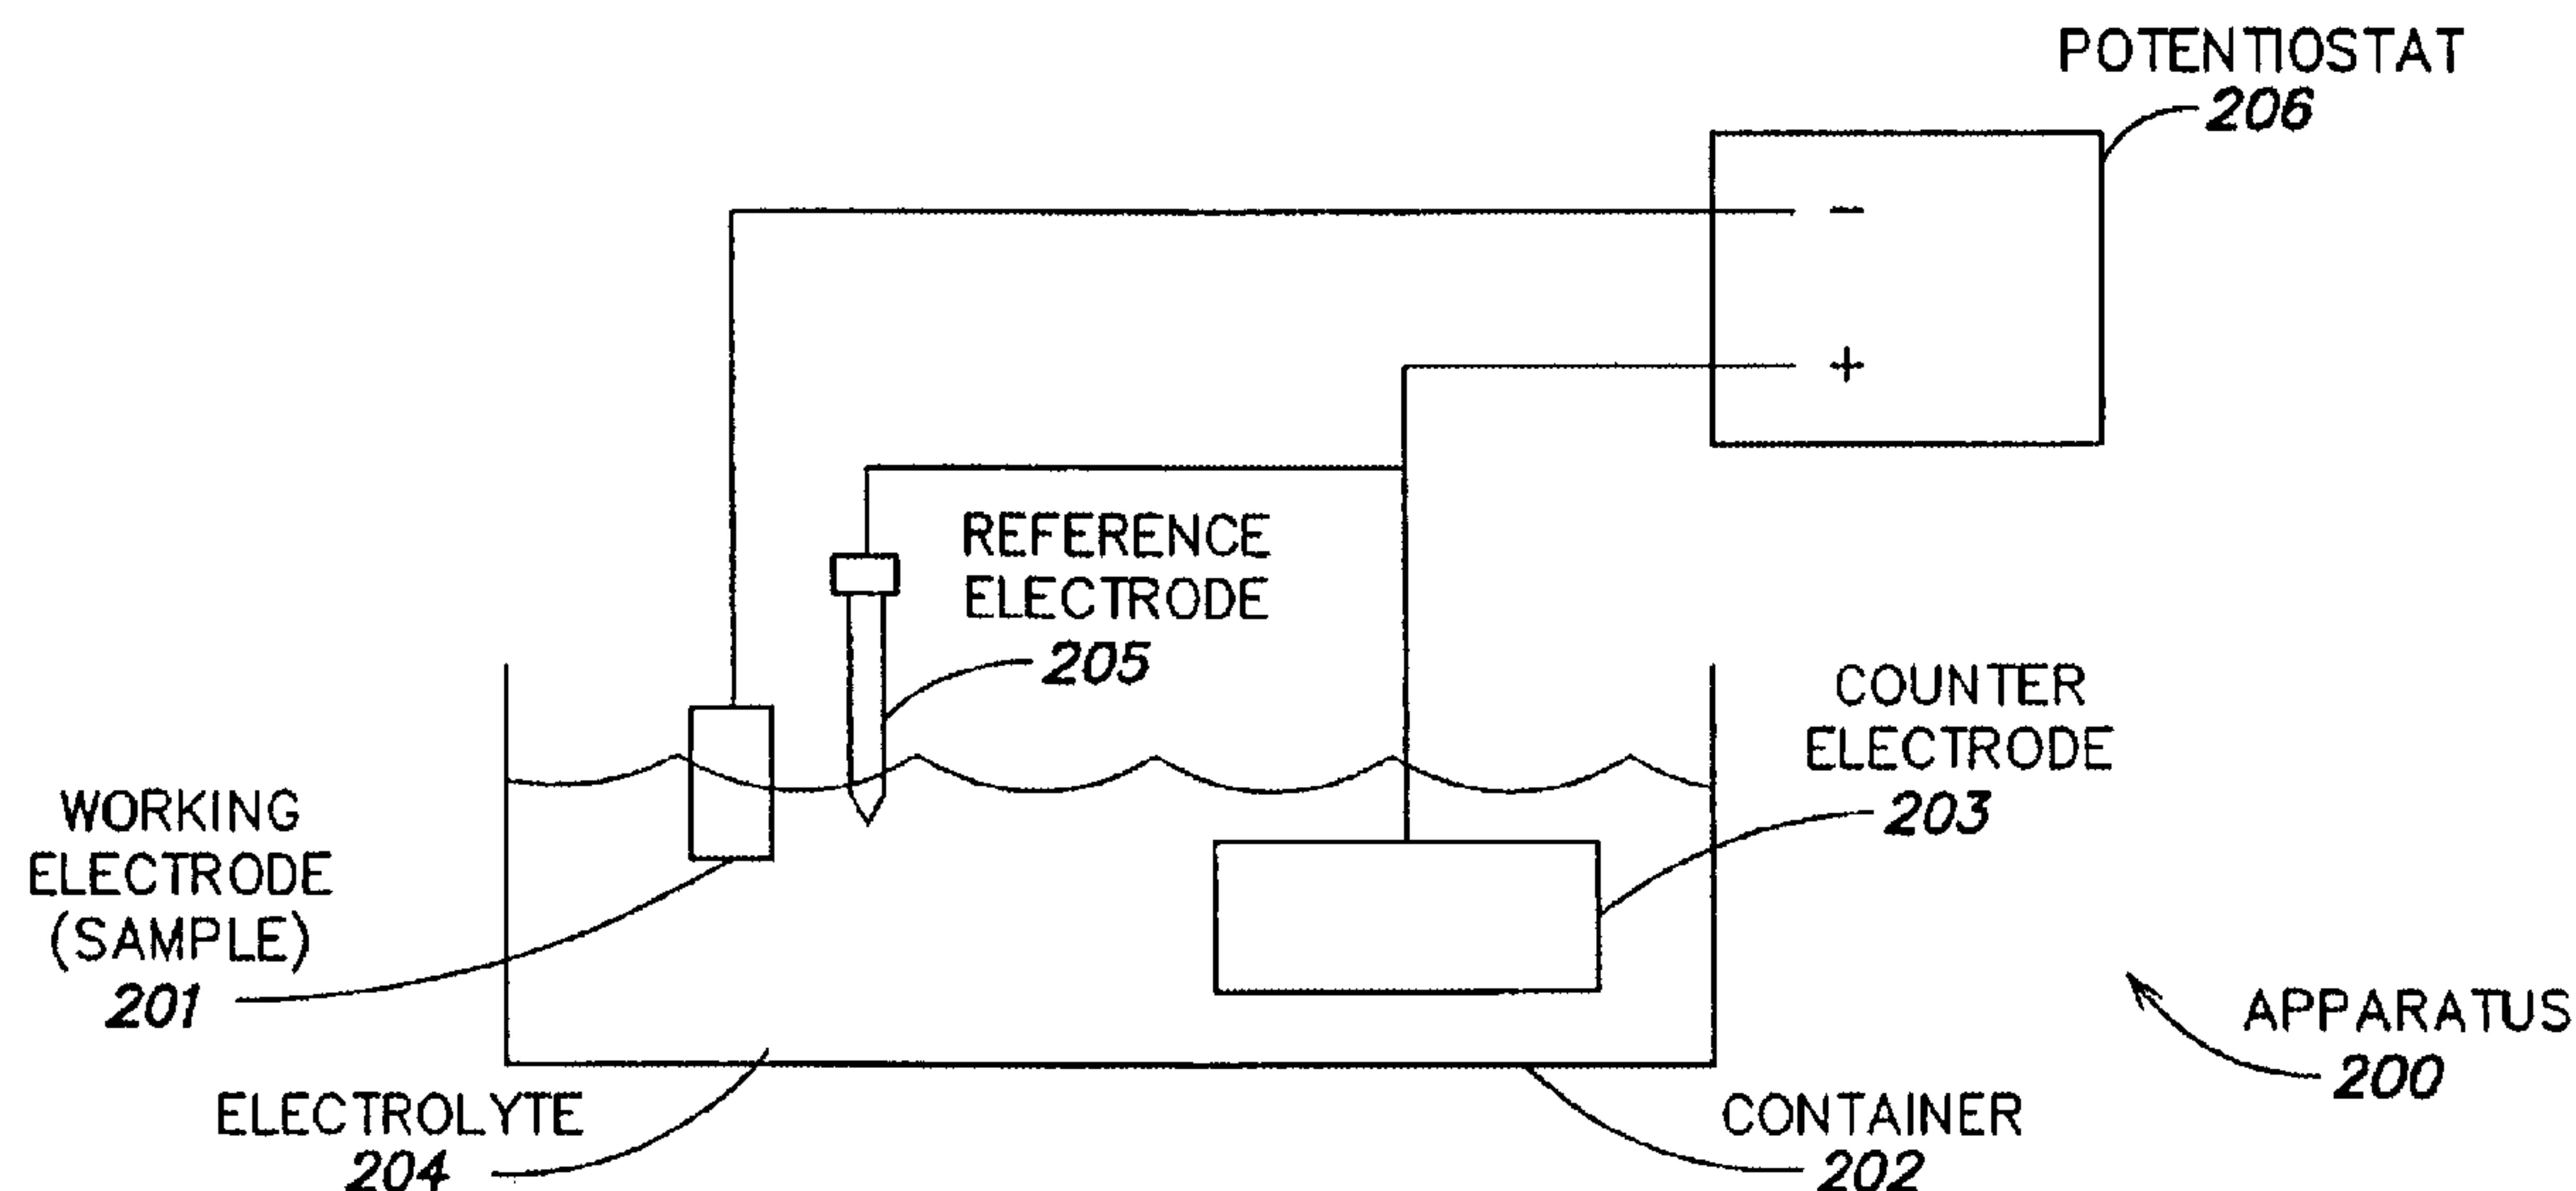 POTENTIOSTAT
206
−
+
REFERENCE
ELECTRODE
205
COUNTER
ELECTRODE
203
WORKING
ELECTRODE
(SAMPLE)
201
APPARATUS
200
ELECTROLYTE
204
CONTAINER
202